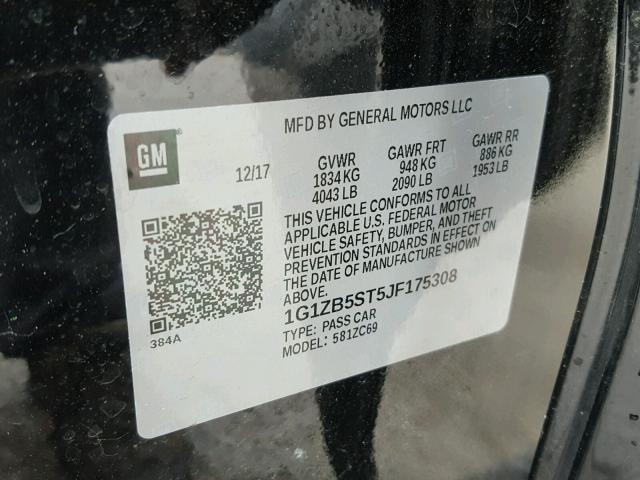 MFD BY GENERAL MOTORS LLC
GM
12/17
GVWR GAWR FRT GAWR RR
1834 KG 948 KG 886 KG
4043 LB 2090 LB 1953 LB
THIS VEHICLE CONFORMS TO ALL
APPLICABLE U.S. FEDERAL MOTOR
VEHICLE SAFETY, BUMPER, AND THEFT
PREVENTION STANDARDS IN EFFECT ON
THE DATE OF MANUFACTURE SHOWN
ABOVE.
1G1ZB5ST5JF175308
TYPE: PASS CAR
MODEL: 581ZC69
384A